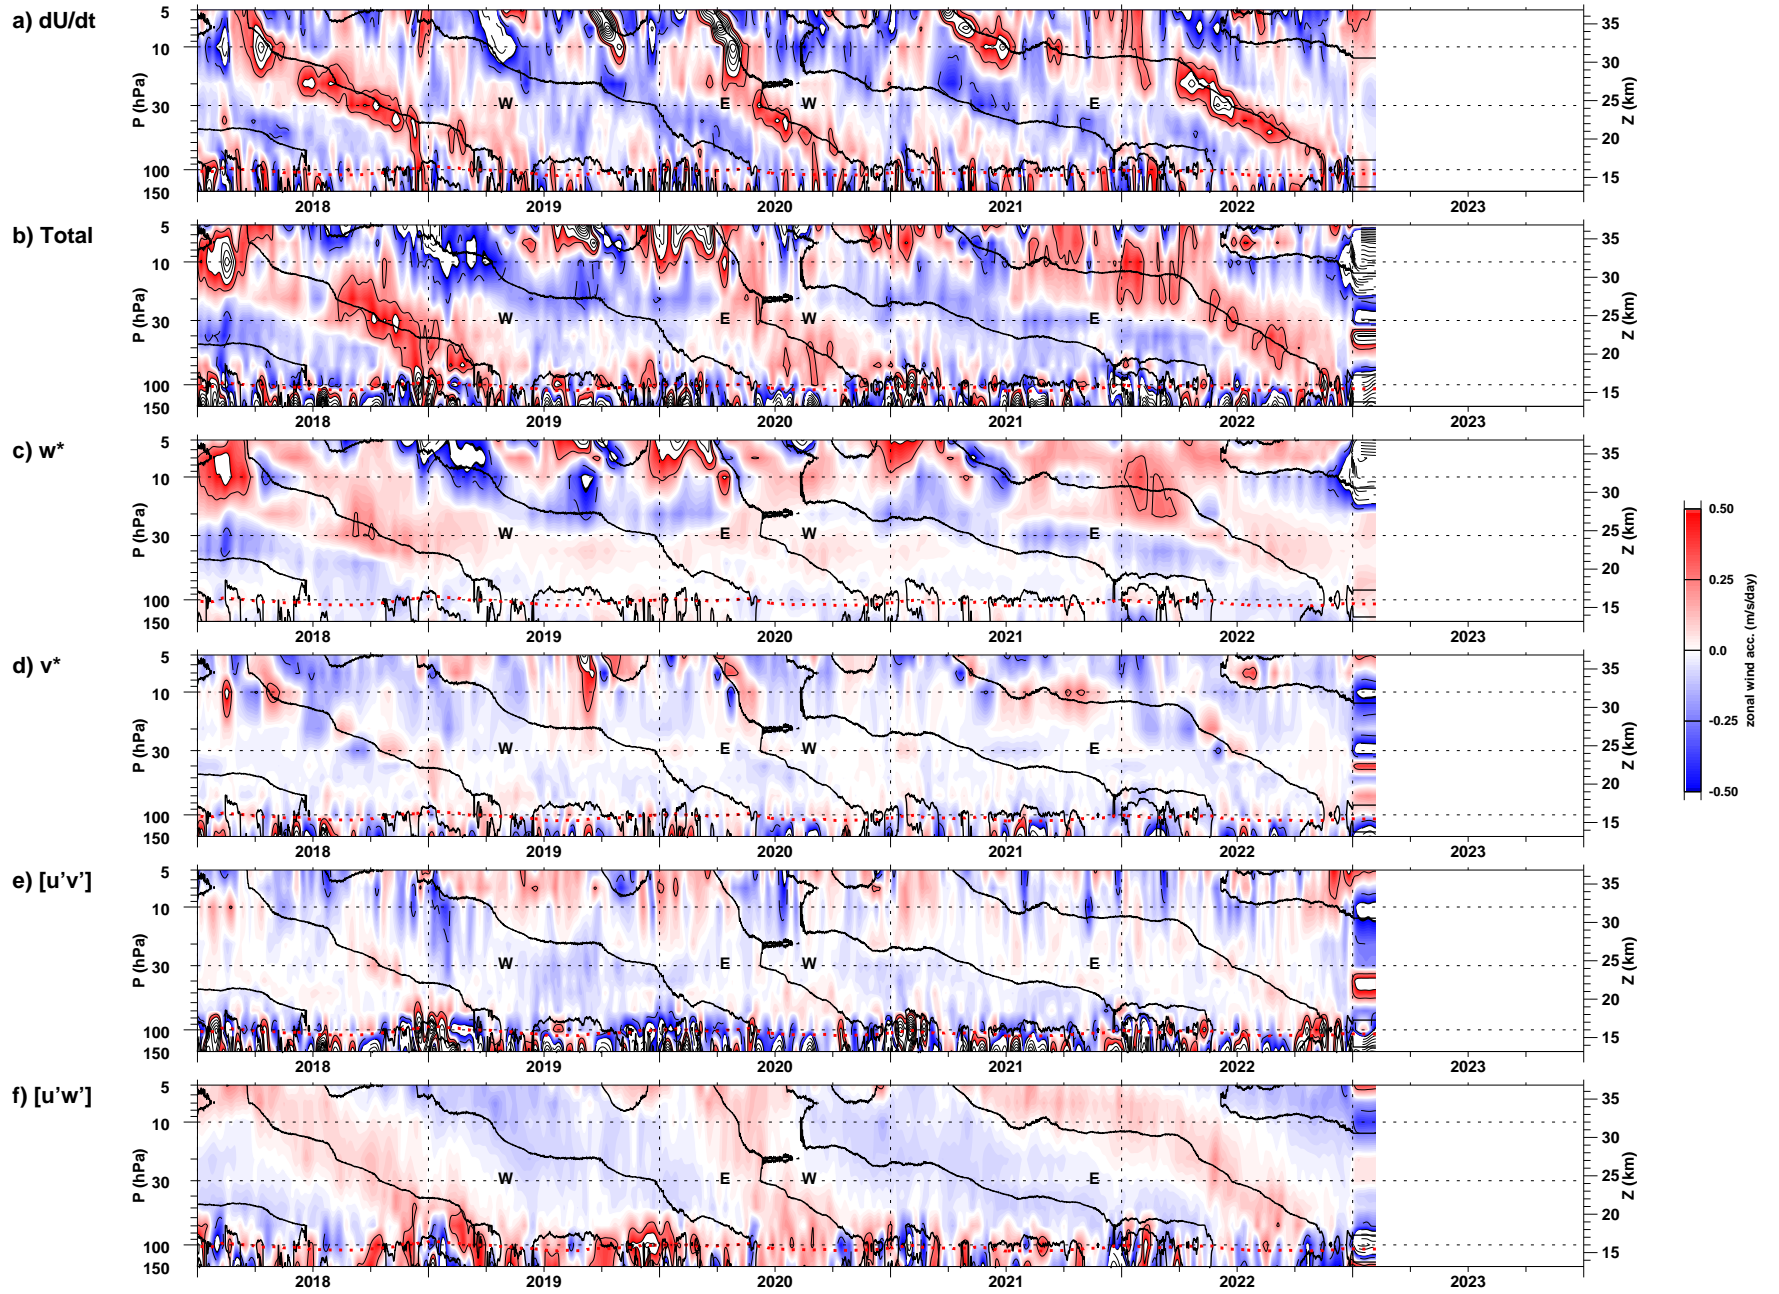 a) dU/dt
P (hPa)
5
10
30
100
150
W
E
W
E
35
30
25
20
15
Z (km)
2018 2019 2020 2021 2022 2023
b) Total
P (hPa)
5
10
30
100
150
W
E
W
E
35
30
25
20
15
Z (km)
2018 2019 2020 2021 2022 2023
c) w*
P (hPa)
5
10
30
100
150
W
E
W
E
35
30
25
20
15
Z (km)
2018 2019 2020 2021 2022 2023
d) v*
P (hPa)
5
10
30
100
150
W
E
W
E
35
30
25
20
15
Z (km)
2018 2019 2020 2021 2022 2023
e) [u'v']
P (hPa)
5
10
30
100
150
W
E
W
E
35
30
25
20
15
Z (km)
2018 2019 2020 2021 2022 2023
f) [u'w']
P (hPa)
5
10
30
100
150
W
E
W
E
35
30
25
20
15
Z (km)
2018 2019 2020 2021 2022 2023
0.50
0.25
0.0
-0.25
-0.50
zonal wind acc. (m/s/day)